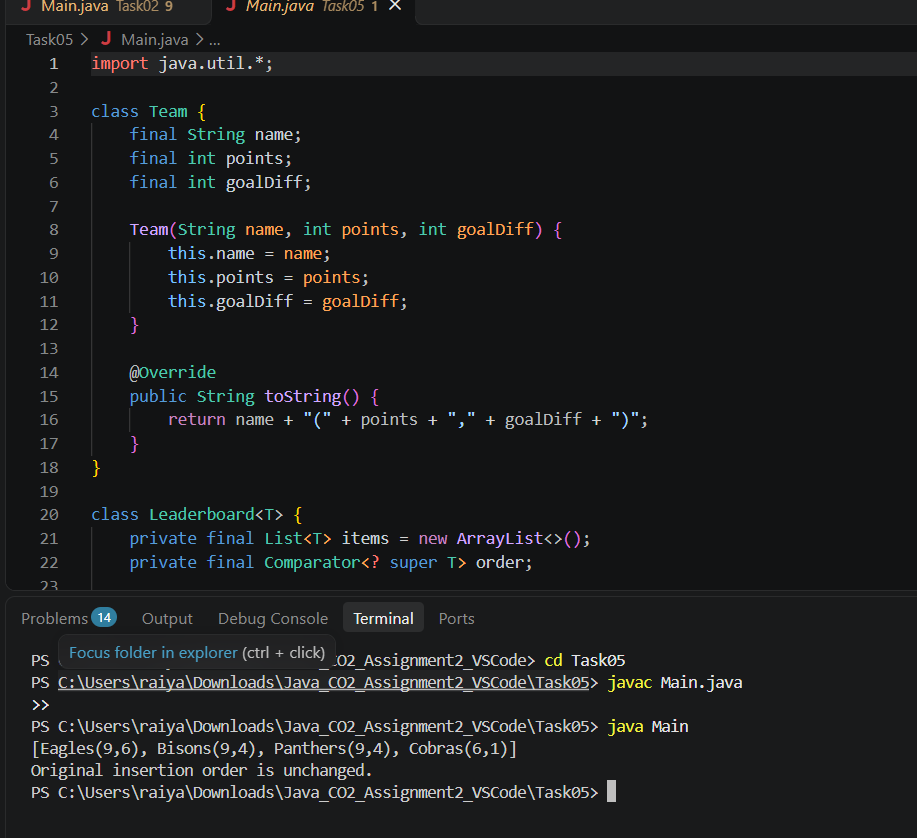 J Main.java Task02 9 J Main.java Task05 1 ×
Task05 > J Main.java > ...
1 import java.util.*;
2
3 class Team {
4 final String name;
5 final int points;
6 final int goalDiff;
7
8 Team(String name, int points, int goalDiff) {
9 this.name = name;
10 this.points = points;
11 this.goalDiff = goalDiff;
12 }
13
14 @Override
15 public String toString() {
16 return name + "(" + points + "," + goalDiff + ")";
17 }
18 }
19
20 class Leaderboard<T> {
21 private final List<T> items = new ArrayList<>();
22 private final Comparator<? super T> order;
23
Problems 14 Output Debug Console Terminal Ports
Focus folder in explorer (ctrl + click)
PS CO2_Assignment2_VSCode> cd Task05
PS C:\Users\raiya\Downloads\Java_CO2_Assignment2_VSCode\Task05> javac Main.java
>>
PS C:\Users\raiya\Downloads\Java_CO2_Assignment2_VSCode\Task05> java Main
[Eagles(9,6), Bisons(9,4), Panthers(9,4), Cobras(6,1)]
Original insertion order is unchanged.
PS C:\Users\raiya\Downloads\Java_CO2_Assignment2_VSCode\Task05>